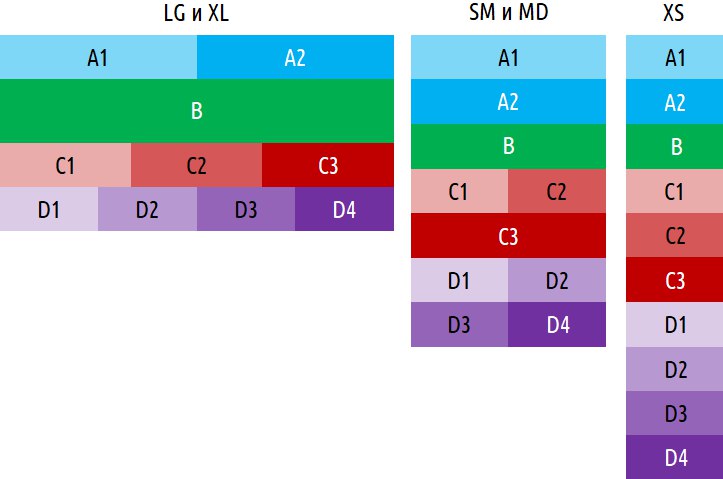 LG и XL
A1 A2
B
C1 C2 C3
D1 D2 D3 D4
SM и MD
A1
A2
B
C1 C2
C3
D1 D2
D3 D4
XS
A1
A2
B
C1
C2
C3
D1
D2
D3
D4